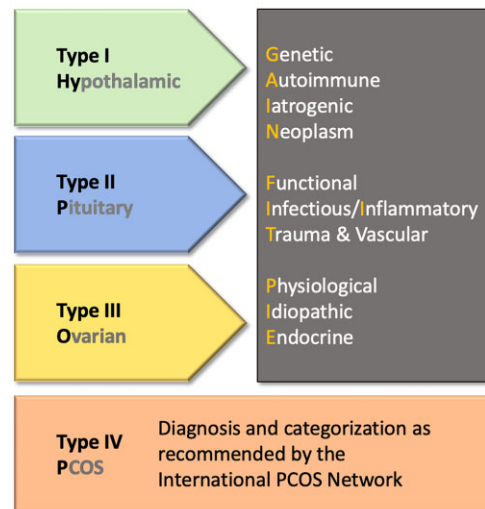 Type I
Hypothalamic
Type II
Pituitary
Type III
Ovarian
Genetic
Autoimmune
Iatrogenic
Neoplasm
Functional
Infectious/Inflammatory
Trauma & Vascular
Physiological
Idiopathic
Endocrine
Type IV
PCOS
Diagnosis and categorization as
recommended by the
International PCOS Network